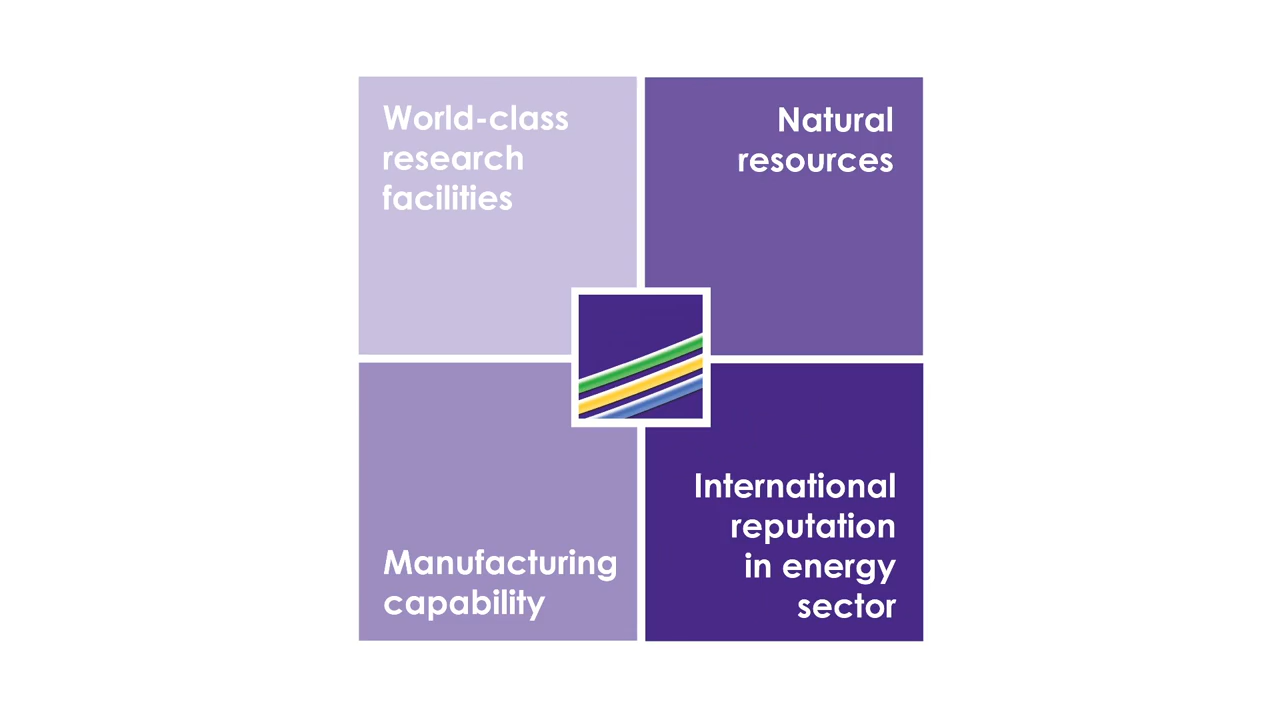 World-class
research
facilities
Natural
resources
Manufacturing
capability
International
reputation
in energy
sector